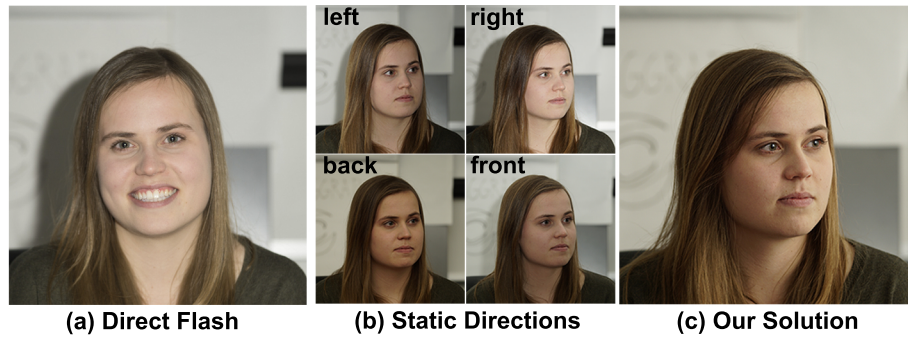 left
right
back
front
(a) Direct Flash
(b) Static Directions
(c) Our Solution